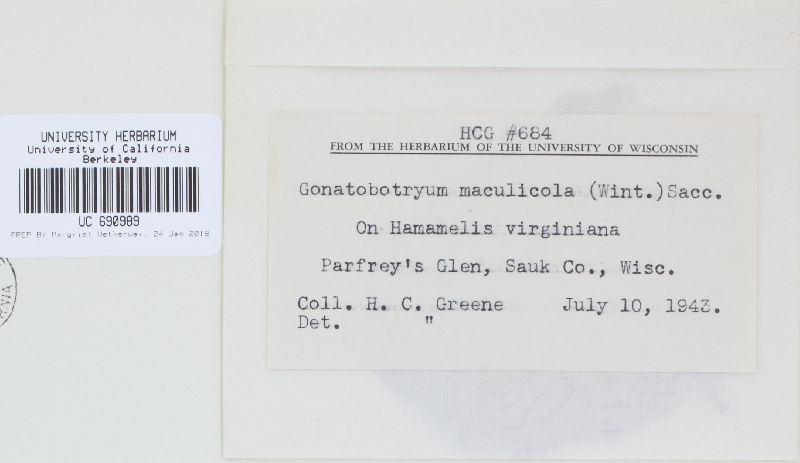 UNIVERSITY HERBARIUM
University of California
Berkeley
UC 690989
PREP BY Margriet Wetherwax, 24 Jan 2018
HCG #684
FROM THE HERBARIUM OF THE UNIVERSITY OF WISCONSIN
Gonatobotryum maculicola (Wint.) Sacc.
On Hamamelis virginiana
Parfrey's Glen, Sauk Co., Wisc.
Coll. H. C. Greene July 10, 1943.
Det. "